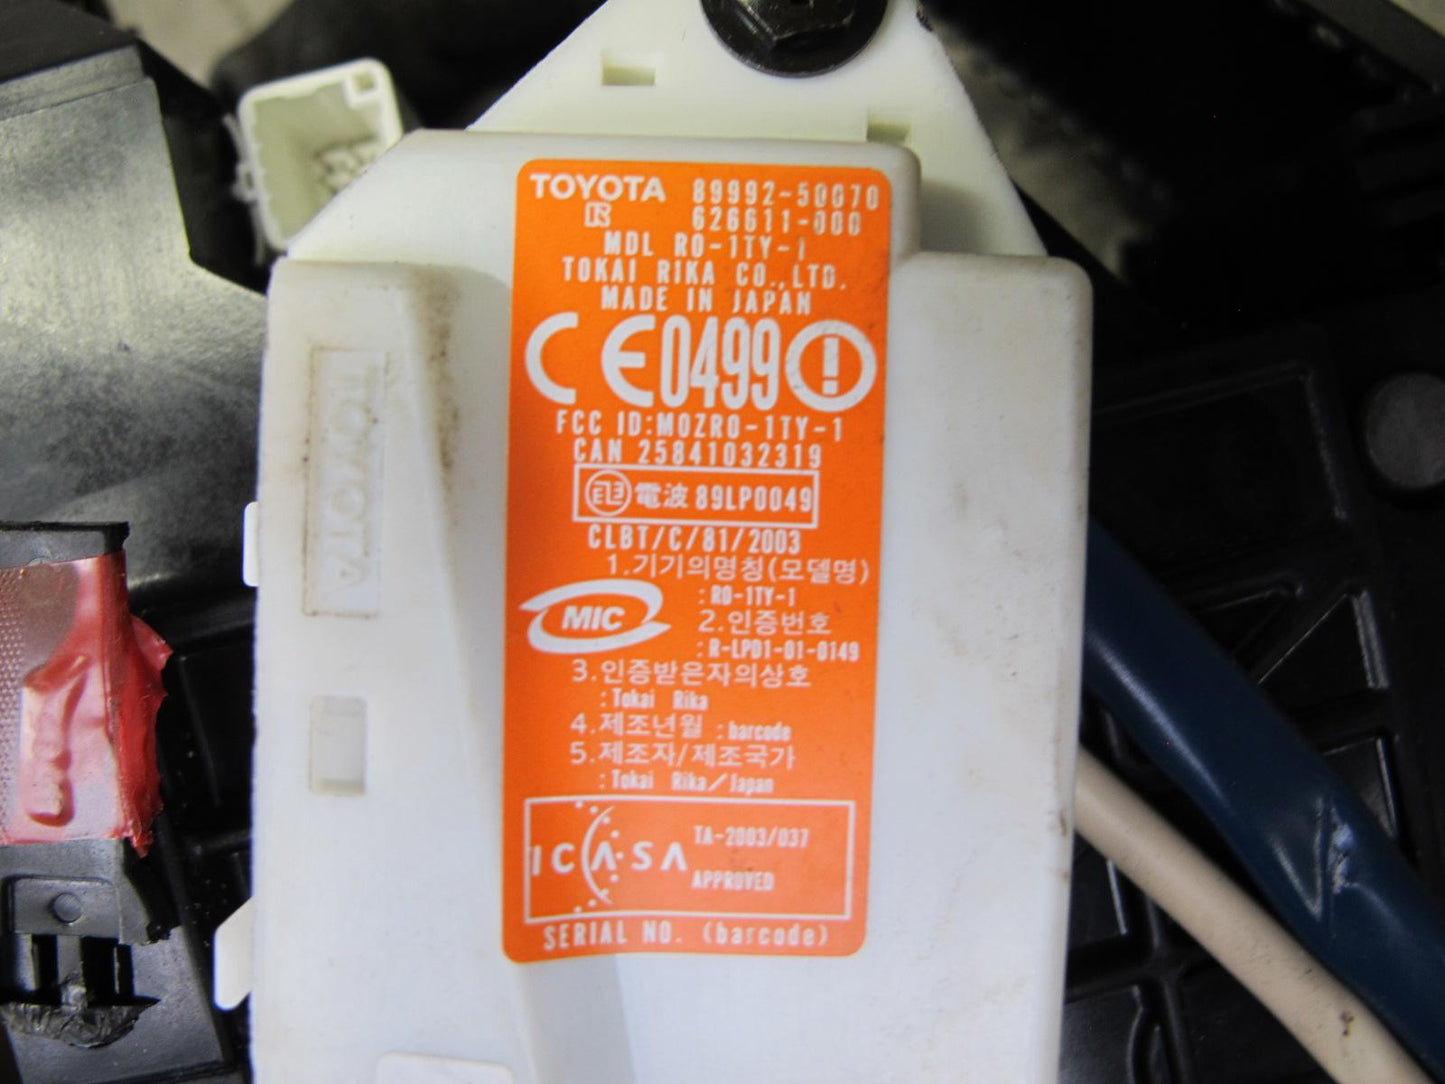 TOYOTA 89992-50070
R 626611-000
MDL RO-1TY-1
TOKAI RIKA CO.,LTD.
MADE IN JAPAN
CE0499!
FCC ID:MOZRO-1TY-1
CAN 25841032319
電波 89LP0049
CLBT/C/81/2003
1.기기의명칭(모델명)
: RO-1TY-1
MIC
2.인증번호
: R-LPD1-01-0149
3.인증받은자의상호
: Tokai Rika
4.제조년월 : barcode
5.제조자/제조국가
: Tokai Rika/Japan
ICASA TA-2003/037
APPROVED
SERIAL NO. (barcode)
TOYOTA